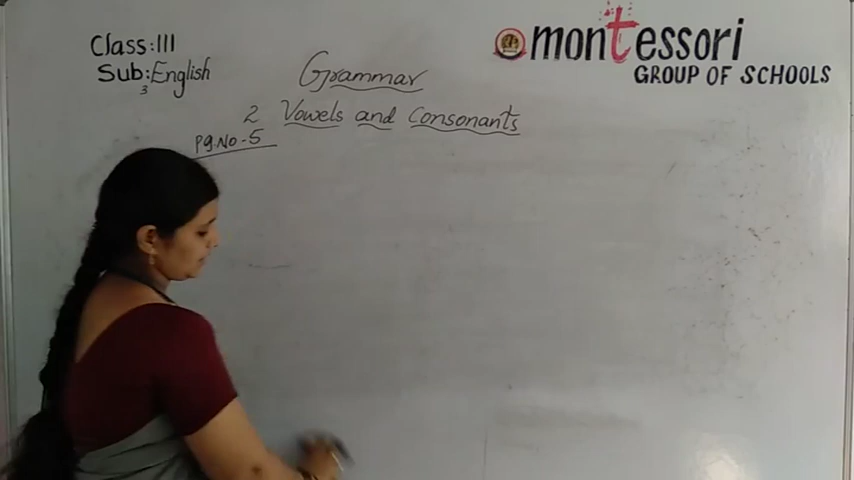 Class:III
Sub:English
3
Grammar
2 Vowels and Consonants
Pg.No-5
montessori
GROUP OF SCHOOLS